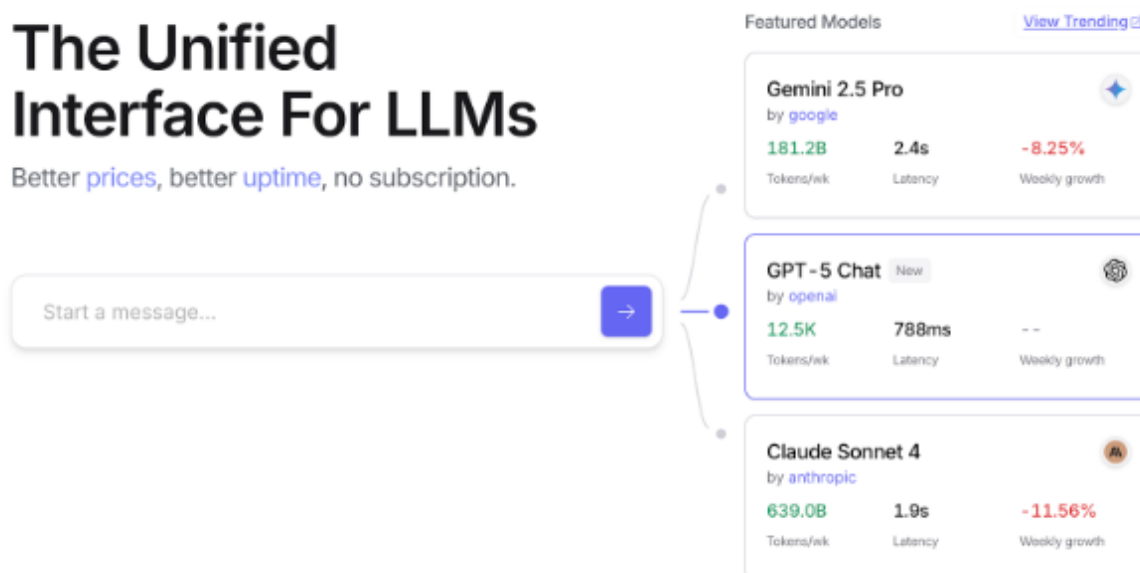 The Unified
Interface For LLMs
Better prices, better uptime, no subscription.
Start a message...
Featured Models
View Trending
Gemini 2.5 Pro
by google
181.2B 2.4s -8.25%
Tokens/wk Latency Weekly growth
GPT-5 Chat New
by openai
12.5K 788ms --
Tokens/wk Latency Weekly growth
Claude Sonnet 4
by anthropic
639.0B 1.9s -11.56%
Tokens/wk Latency Weekly growth